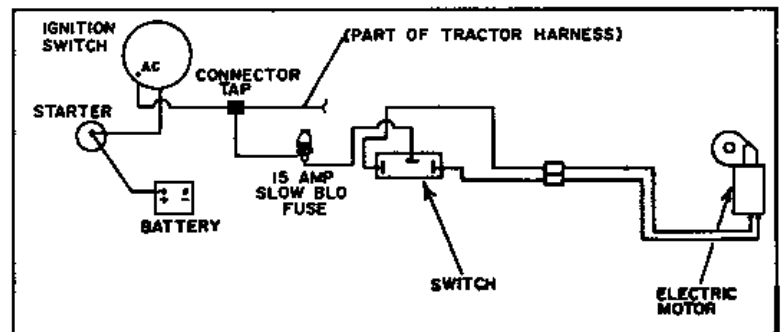 IGNITION
SWITCH
AC
(PART OF TRACTOR HARNESS)
CONNECTOR
TAP
STARTER
15 AMP
SLOW BLO
FUSE
BATTERY
SWITCH
ELECTRIC
MOTOR